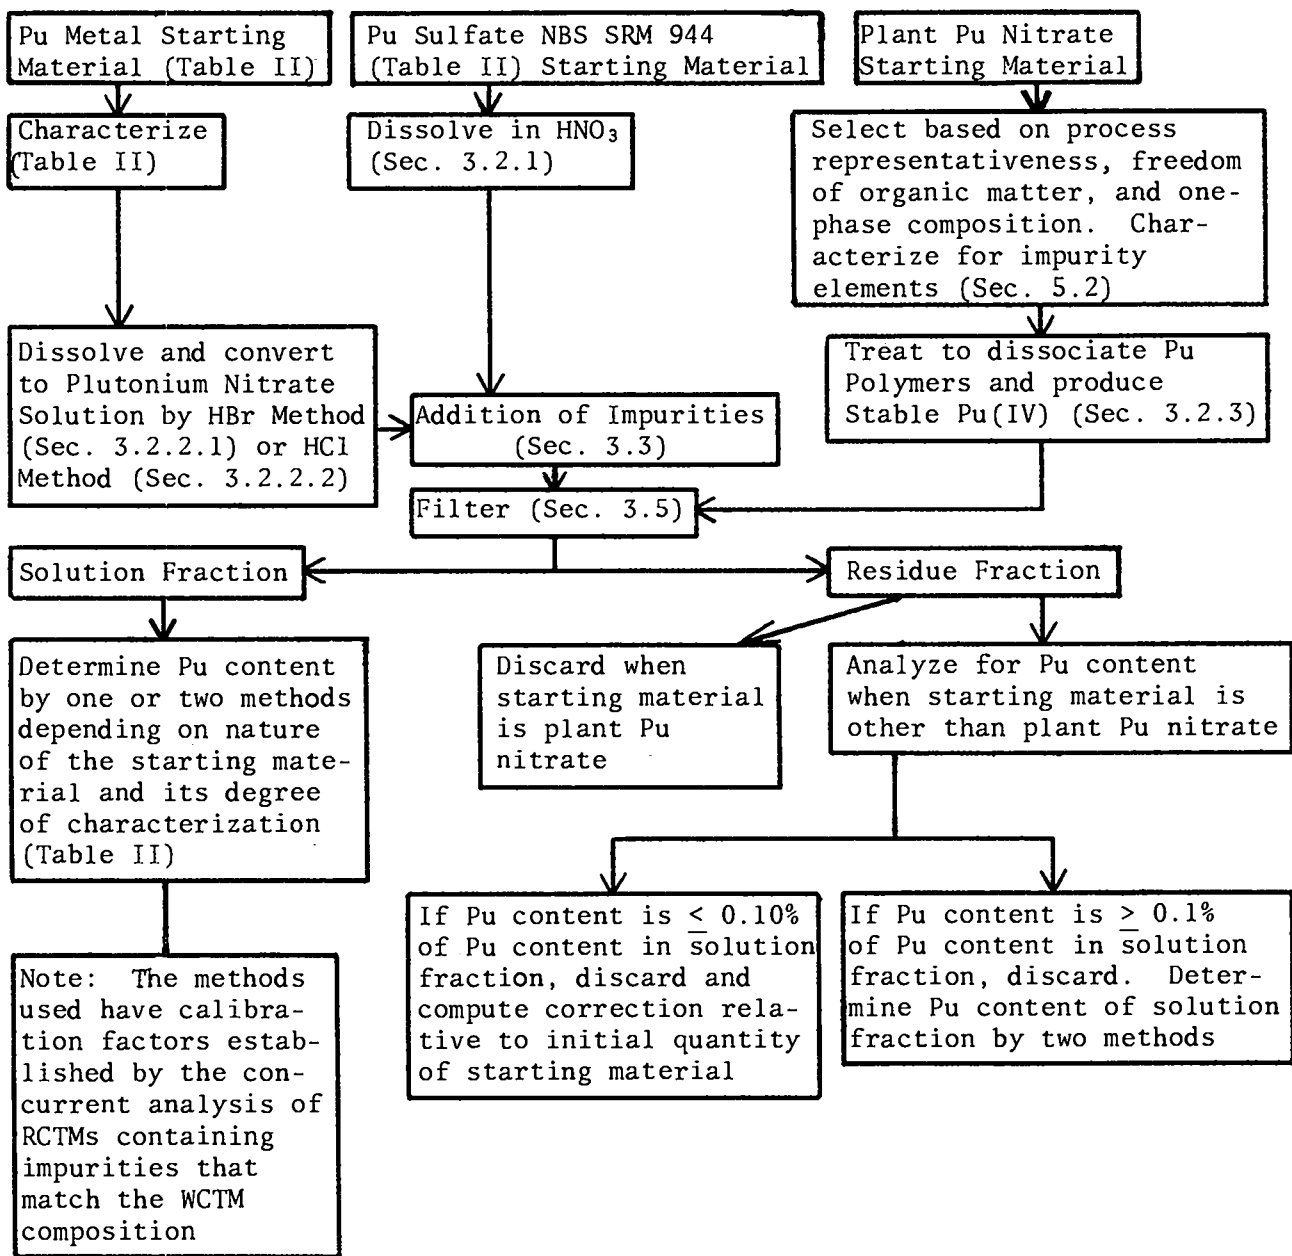 Pu Metal Starting
Material (Table II)
Pu Sulfate NBS SRM 944
(Table II) Starting Material
Plant Pu Nitrate
Starting Material
Characterize
(Table II)
Dissolve in HNO₃
(Sec. 3.2.1)
Select based on process
representativeness, freedom
of organic matter, and one-
phase composition. Char-
acterize for impurity
elements (Sec. 5.2)
Dissolve and convert
to Plutonium Nitrate
Solution by HBr Method
(Sec. 3.2.2.1) or HCl
Method (Sec. 3.2.2.2)
Addition of Impurities
(Sec. 3.3)
Treat to dissociate Pu
Polymers and produce
Stable Pu(IV) (Sec. 3.2.3)
Filter (Sec. 3.5)
Solution Fraction
Residue Fraction
Determine Pu content
by one or two methods
depending on nature
of the starting mate-
rial and its degree
of characterization
(Table II)
Discard when
starting material
is plant Pu
nitrate
Analyze for Pu content
when starting material is
other than plant Pu nitrate
If Pu content is ≤ 0.10%
of Pu content in solution
fraction, discard and
compute correction rela-
tive to initial quantity
of starting material
If Pu content is ≥ 0.1%
of Pu content in solution
fraction, discard. Deter-
mine Pu content of solution
fraction by two methods
Note: The methods
used have calibra-
tion factors estab-
lished by the con-
current analysis of
RCTMs containing
impurities that
match the WCTM
composition